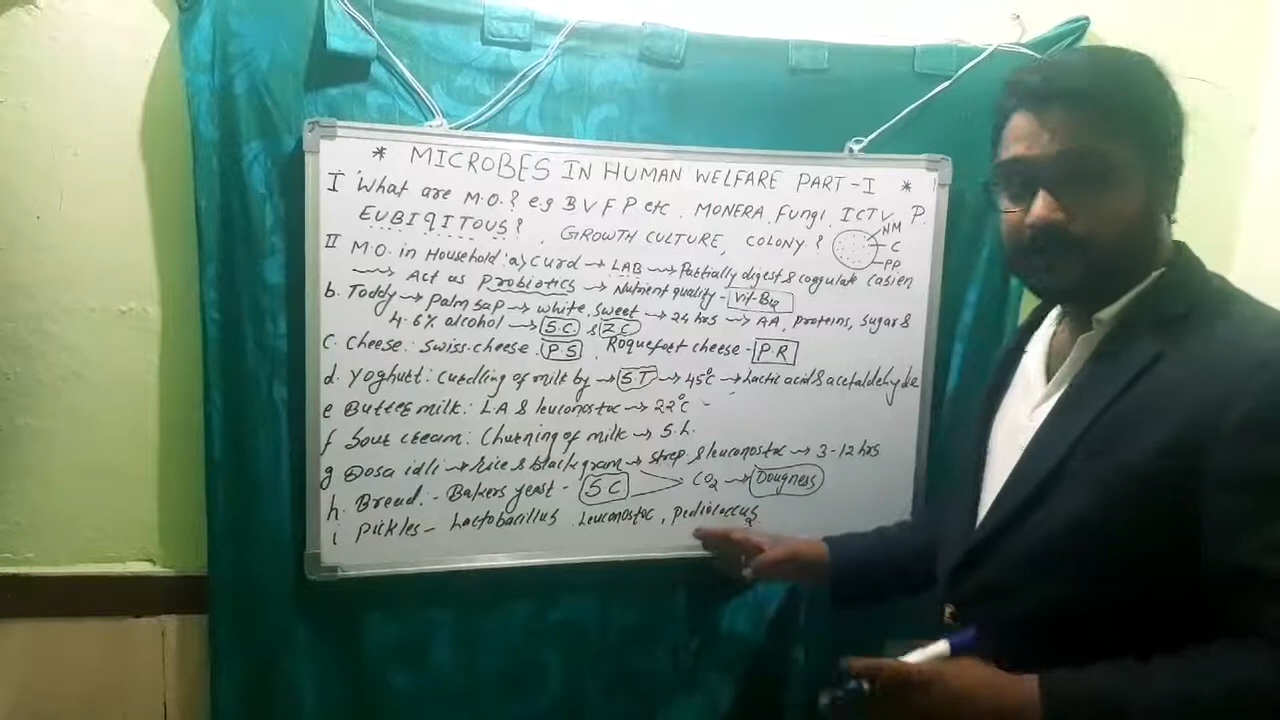 * MICROBES IN HUMAN WELFARE PART-I *
I What are M.O.? e.g B V F P etc. MONERA, Fungi, ICTV, P.
EUBIQITOUS?, GROWTH CULTURE, COLONY? NM
C
PP
II M.O. in Household: a) Curd → LAB → Partially digest & coagulate Casien
→ Act as Probiotics → Nutrient quality - Vit-B12
b. Toddy → Palm sap → white, sweet → 24 hrs → AA, proteins, sugar &
4.6% alcohol → S.C & Z C
C. Cheese: Swiss cheese. P.S, Roquefort cheese - P.R
d. Yoghurt: Curdling of milk by → S T → 45°C → Lactic acid & acetaldehyde
e Butter milk: L.A & leuconostoc → 22°C
f Sour cream: Churning of milk → S.h.
g Dosa idli → Rice & black gram → Strep & leuconostoc → 3-12 hrs
h. Bread. - Bakers yeast - S C CO2 → Dougness
i Pickles - Lactobacillus Leuconostoc, Pediococcus